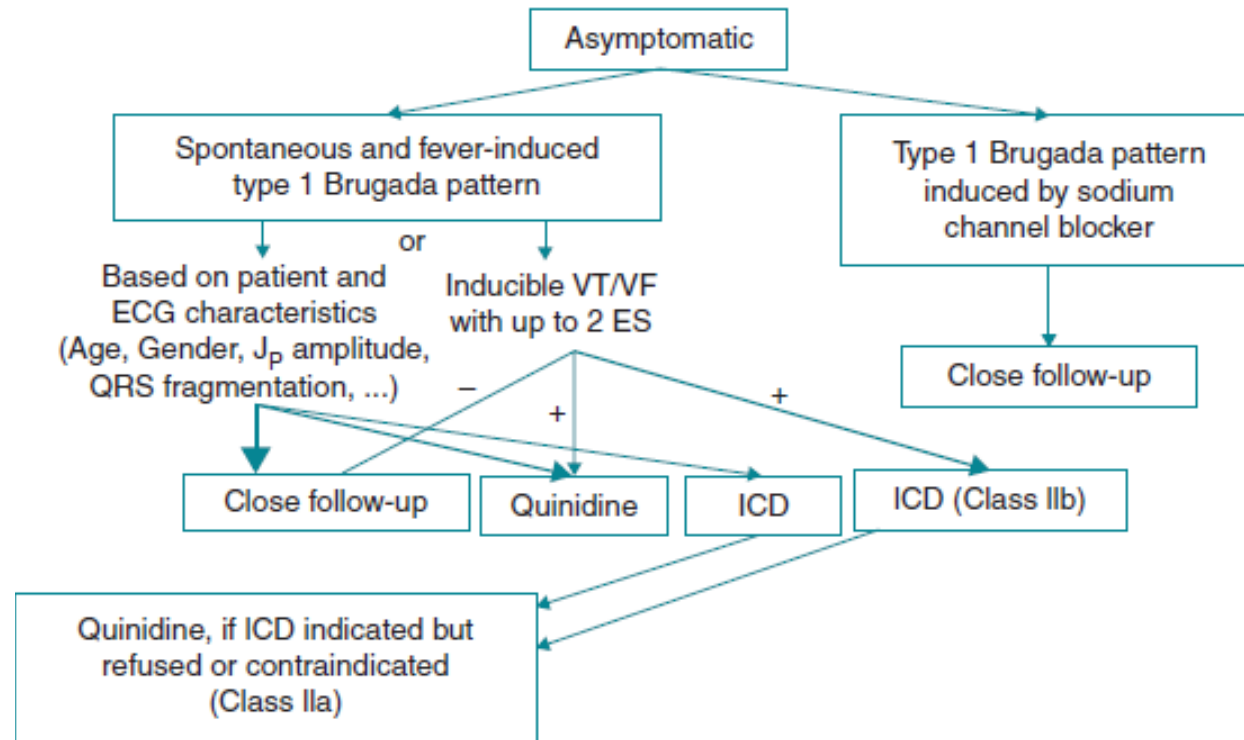 Asymptomatic
Spontaneous and fever-induced
type 1 Brugada pattern
Type 1 Brugada pattern
induced by sodium
channel blocker
or
Based on patient and
ECG characteristics
(Age, Gender, Jp amplitude,
QRS fragmentation, ...)
Inducible VT/VF
with up to 2 ES
Close follow-up
–
+
+
Close follow-up
Quinidine
ICD
ICD (Class IIb)
Quinidine, if ICD indicated but
refused or contraindicated
(Class IIa)